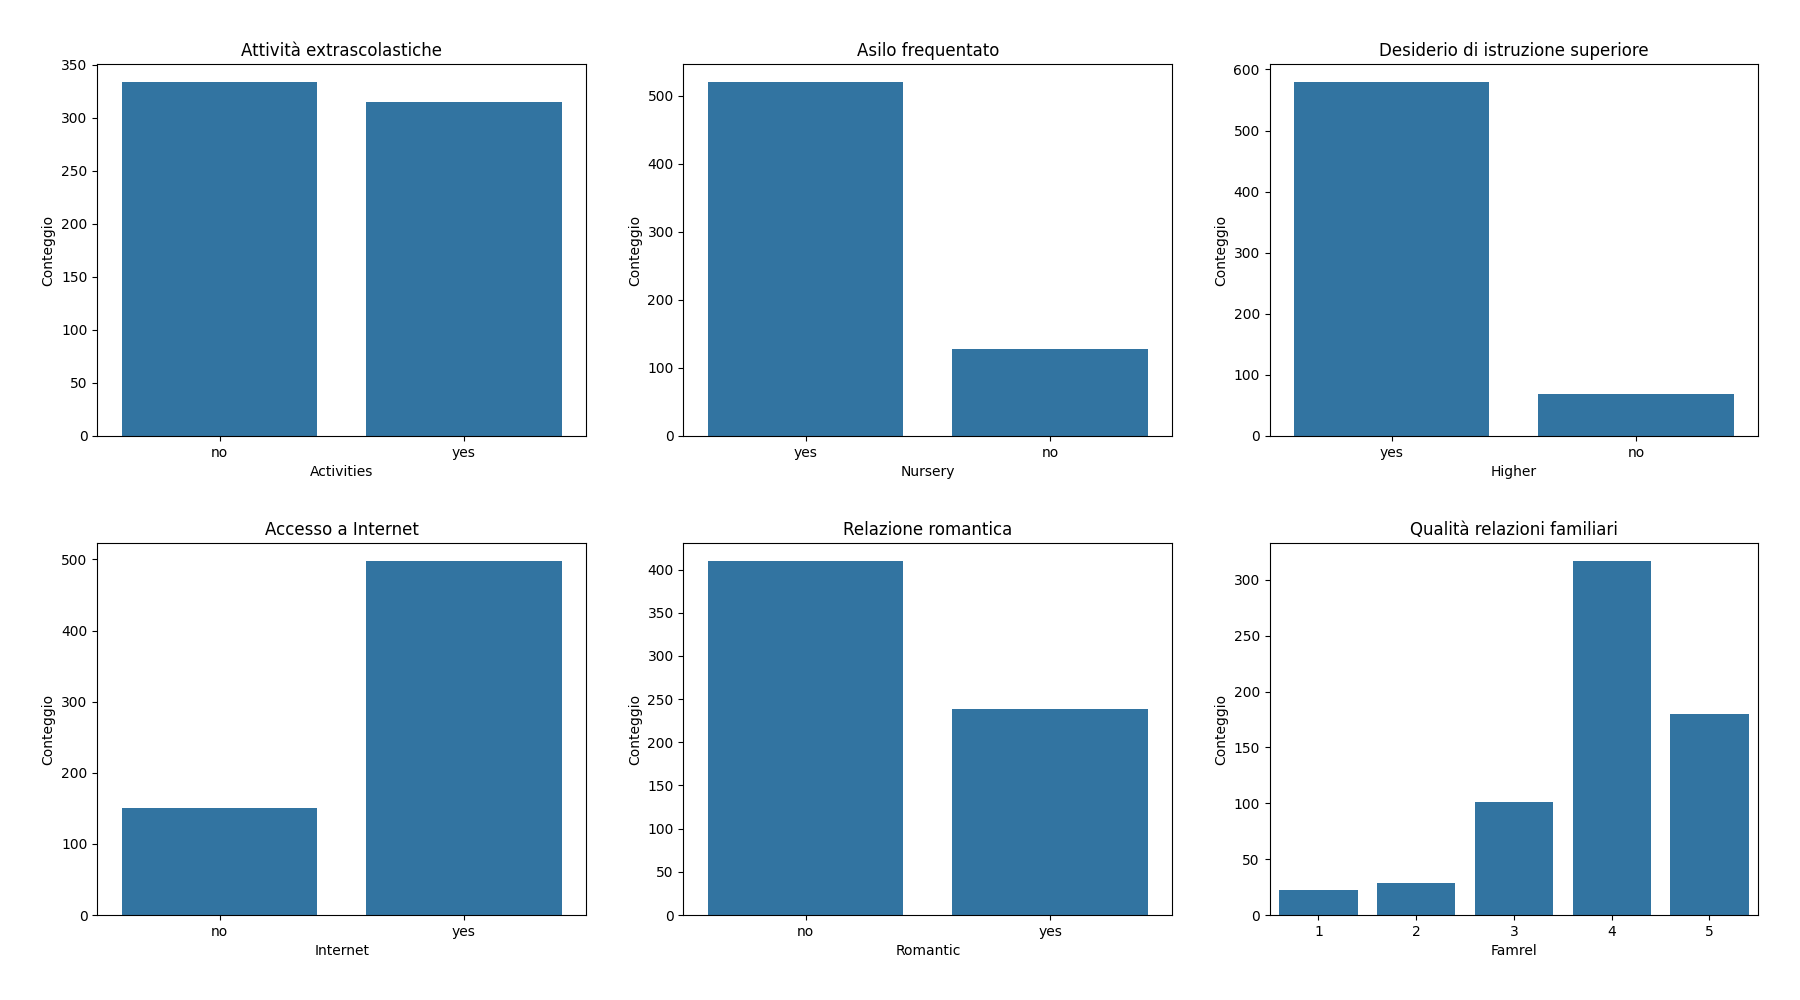 Attività extrascolastiche
350
300
250
200
150
100
50
0
Conteggio
no yes
Activities
Asilo frequentato
500
400
300
200
100
0
Conteggio
yes no
Nursery
Desiderio di istruzione superiore
600
500
400
300
200
100
0
Conteggio
yes no
Higher
Accesso a Internet
500
400
300
200
100
0
Conteggio
no yes
Internet
Relazione romantica
400
350
300
250
200
150
100
50
0
Conteggio
no yes
Romantic
Qualità relazioni familiari
300
250
200
150
100
50
0
Conteggio
1 2 3 4 5
Famrel